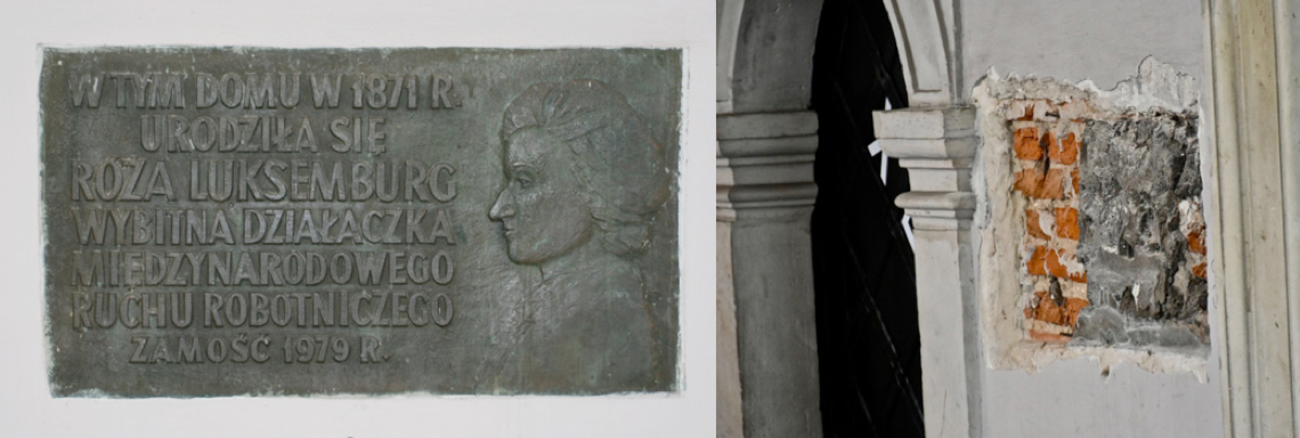 W TYM DOMU W 1871 R.
URODZIŁA SIĘ
RÓŻA LUKSEMBURG
WYBITNA DZIAŁACZKA
MIĘDZYNARODOWEGO
RUCHU ROBOTNICZEGO
ZAMOŚĆ 1979 R.